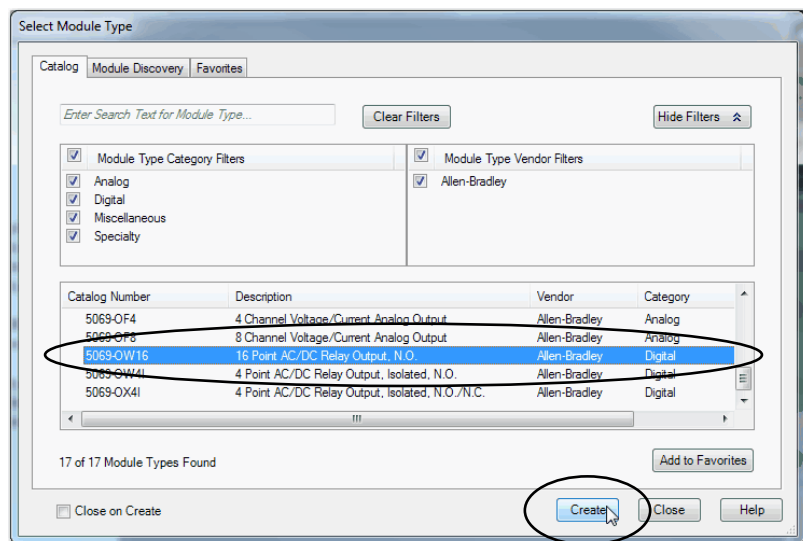 Select Module Type
Catalog Module Discovery Favorites
Enter Search Text for Module Type... Clear Filters Hide Filters
Module Type Category Filters Module Type Vendor Filters
Analog Allen-Bradley
Digital
Miscellaneous
Specialty
Catalog Number Description Vendor Category
5069-OF4 4 Channel Voltage/Current Analog Output Allen-Bradley Analog
5069-OF8 8 Channel Voltage/Current Analog Output Allen-Bradley Analog
5069-OW16 16 Point AC/DC Relay Output, N.O. Allen-Bradley Digital
5069-OW4I 4 Point AC/DC Relay Output, Isolated, N.O. Allen-Bradley Digital
5069-OX4I 4 Point AC/DC Relay Output, Isolated, N.O./N.C. Allen-Bradley Digital
17 of 17 Module Types Found Add to Favorites
Close on Create Create Close Help